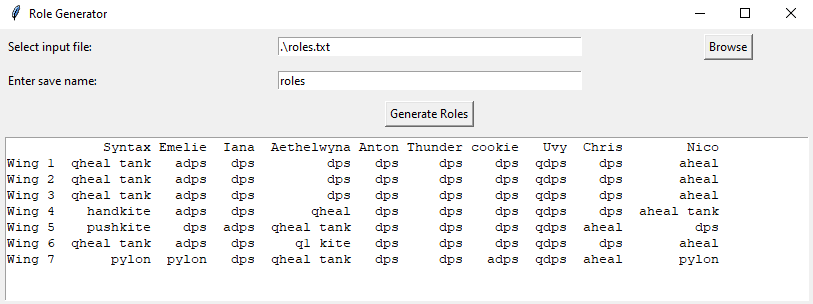 Role Generator
Select input file: .\roles.txt Browse
Enter save name: roles
Generate Roles
Syntax Emelie Iana Aethelwyna Anton Thunder cookie Uvy Chris Nico
Wing 1 qheal tank adps dps dps dps dps dps qdps dps aheal
Wing 2 qheal tank adps dps dps dps dps dps qdps dps aheal
Wing 3 qheal tank adps dps dps dps dps dps qdps dps aheal
Wing 4 handkite adps dps qheal dps dps dps qdps dps aheal tank
Wing 5 pushkite dps adps qheal tank dps dps dps qdps aheal dps
Wing 6 qheal tank adps dps ql kite dps dps dps qdps dps aheal
Wing 7 pylon pylon dps qheal tank dps dps adps qdps aheal pylon